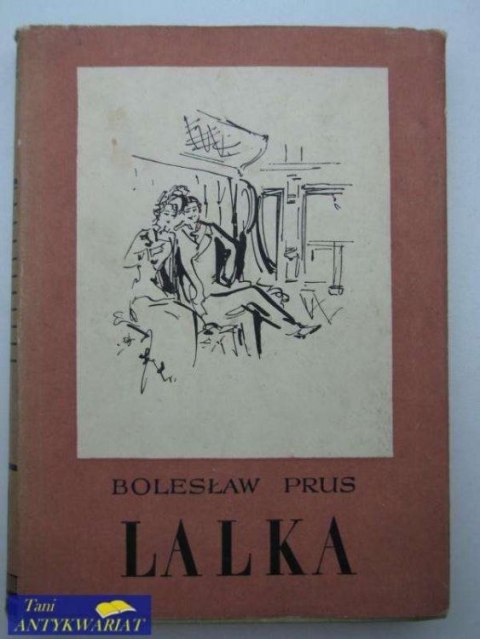 BOLESŁAW PRUS
LALKA
Tani
ANTYKWARIAT